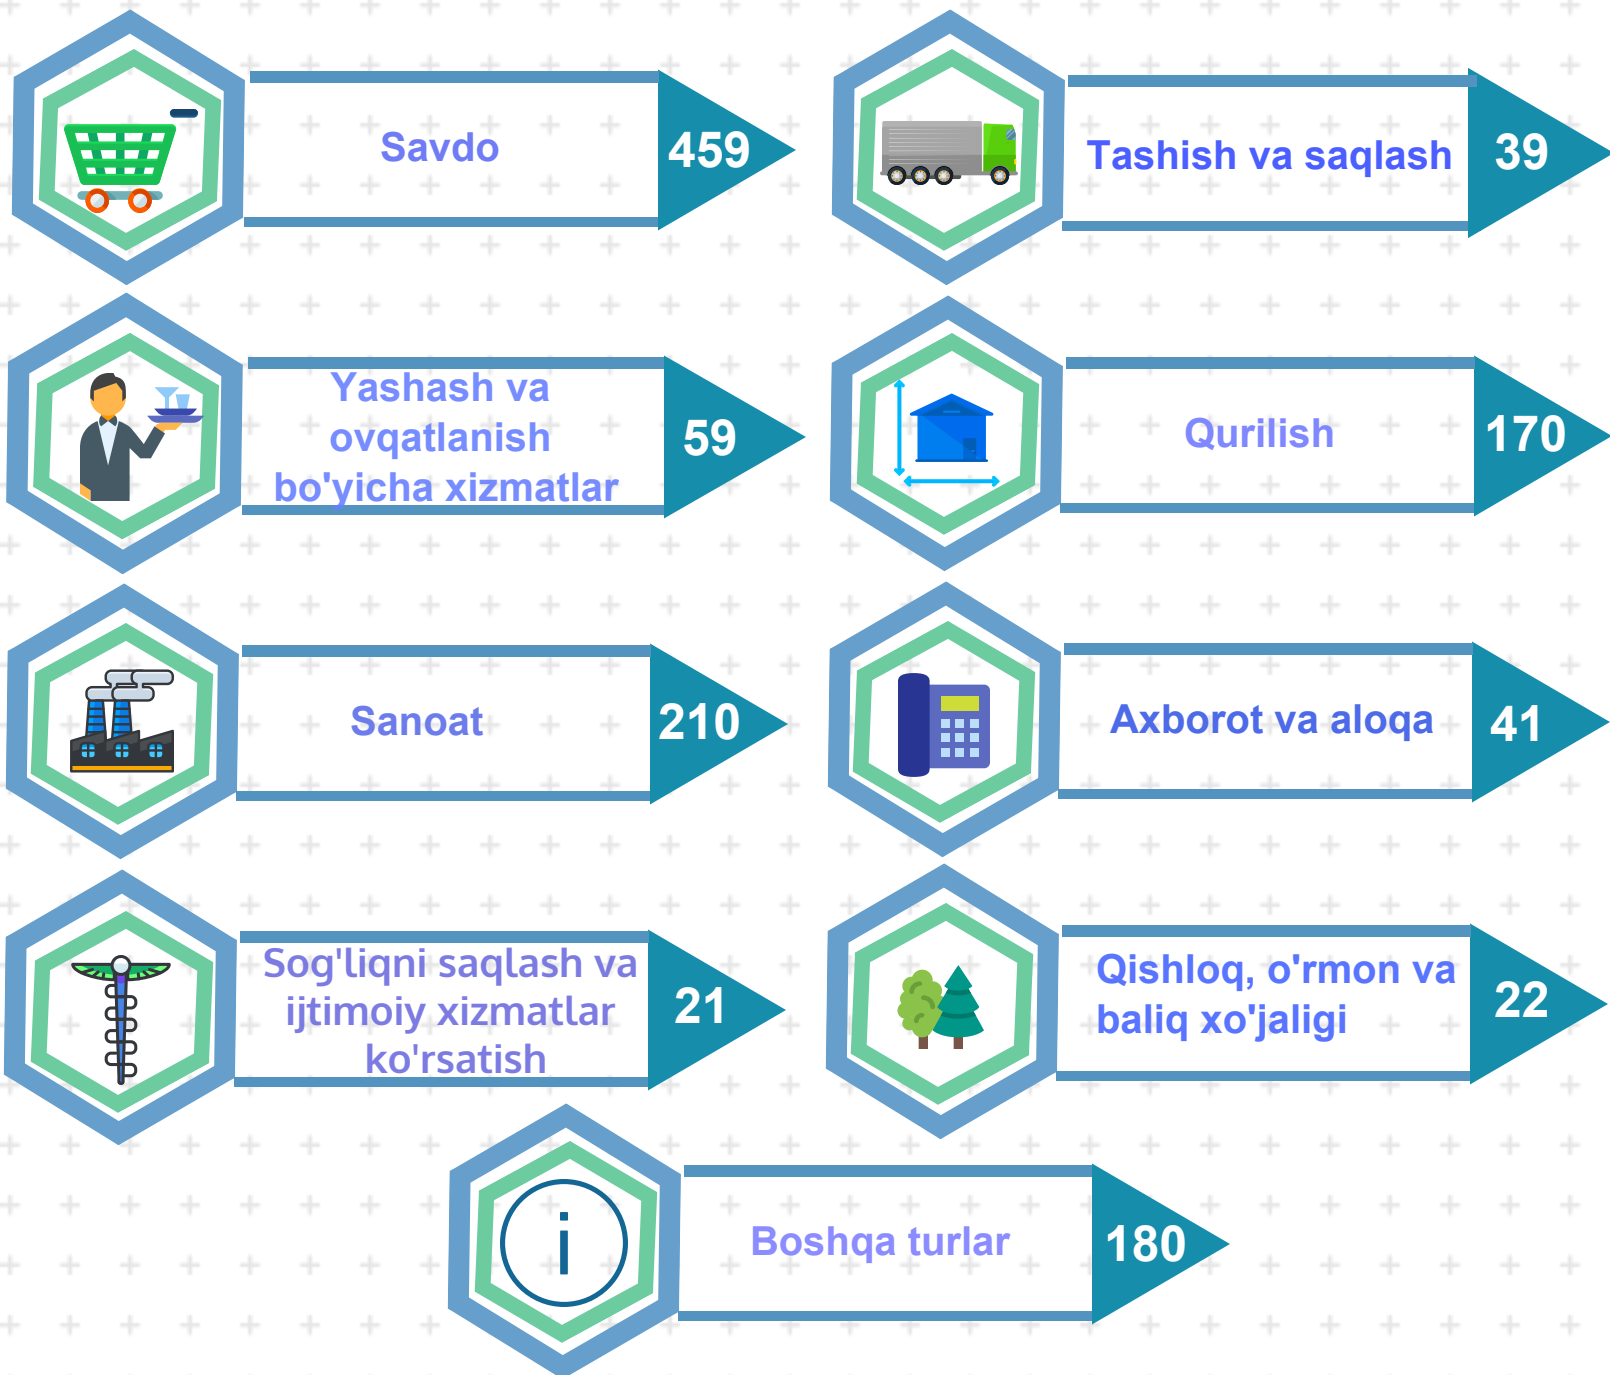 Savdo
459
Tashish va saqlash
39
Yashash va
ovqatlanish
bo'yicha xizmatlar
59
Qurilish
170
Sanoat
210
Axborot va aloqa
41
Sog'liqni saqlash va
ijtimoiy xizmatlar
ko'rsatish
21
Qishloq, o'rmon va
baliq xo'jaligi
22
i
Boshqa turlar
180